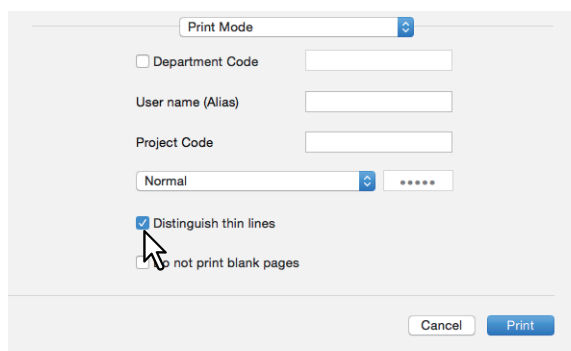 Print Mode
Department Code
User name (Alias)
Project Code
Normal •••••
Distinguish thin lines
Do not print blank pages
Cancel Print